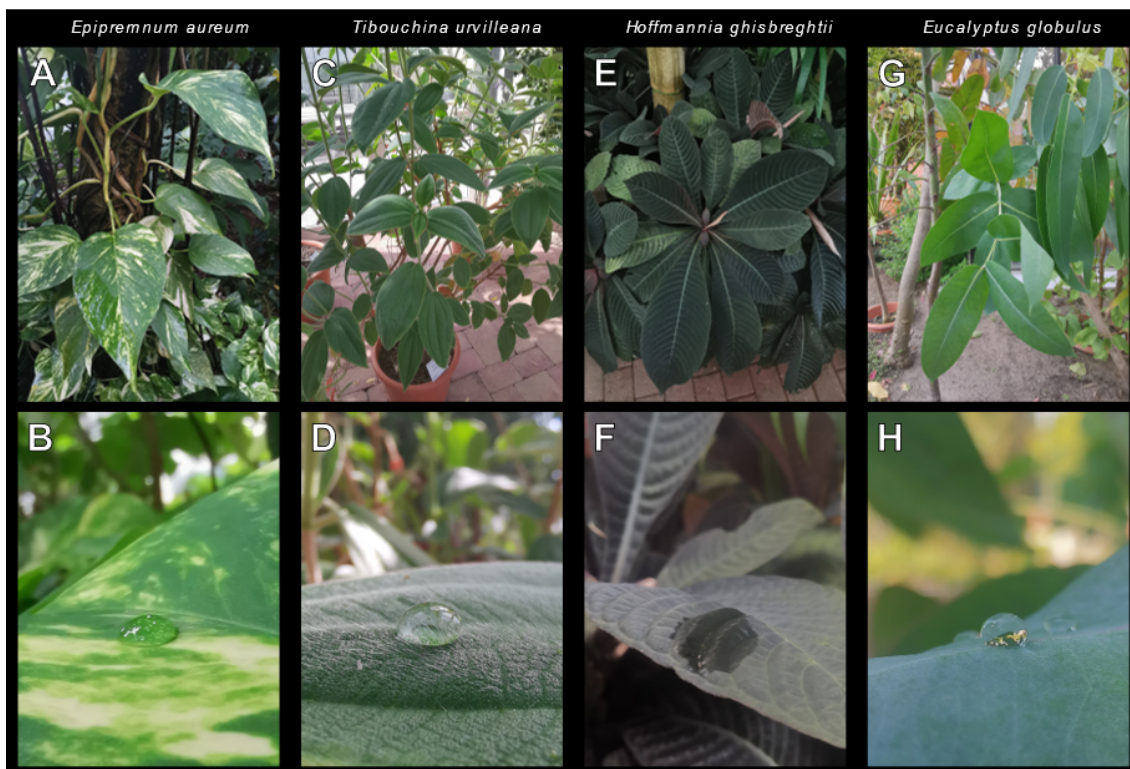 Epipremnum aureum
Tibouchina urvilleana
Hoffmannia ghisbreghtii
Eucalyptus globulus
A
C
E
G
B
D
F
H